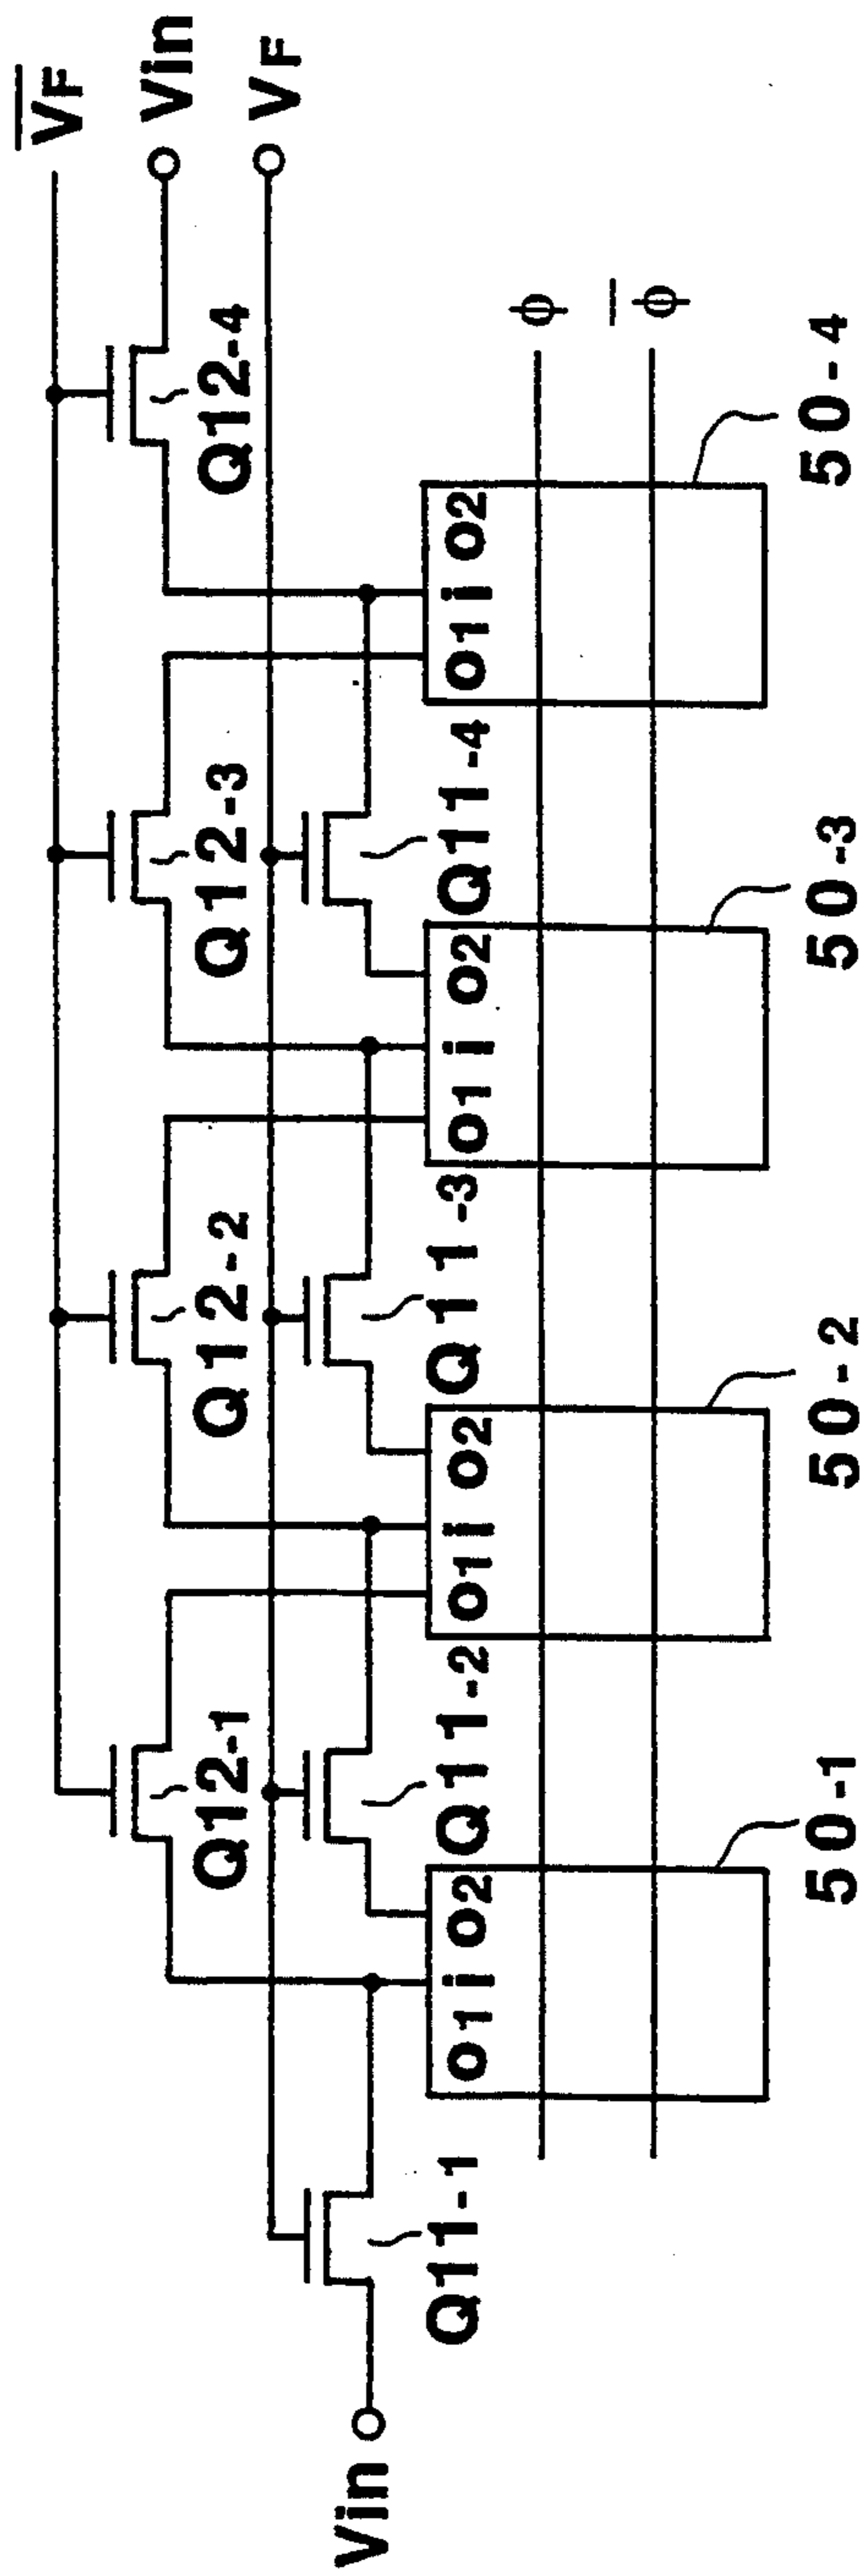 V̅F̅
Vin
VF
Q12-4
Q12-3
Q12-2
Q12-1
Q11-4
Q11-3
Q11-2
Q11-1
Vin
O1 i O2
O1 i O2
O1 i O2
O1 i O2
ϕ
ϕ̅
50-1
50-2
50-3
50-4